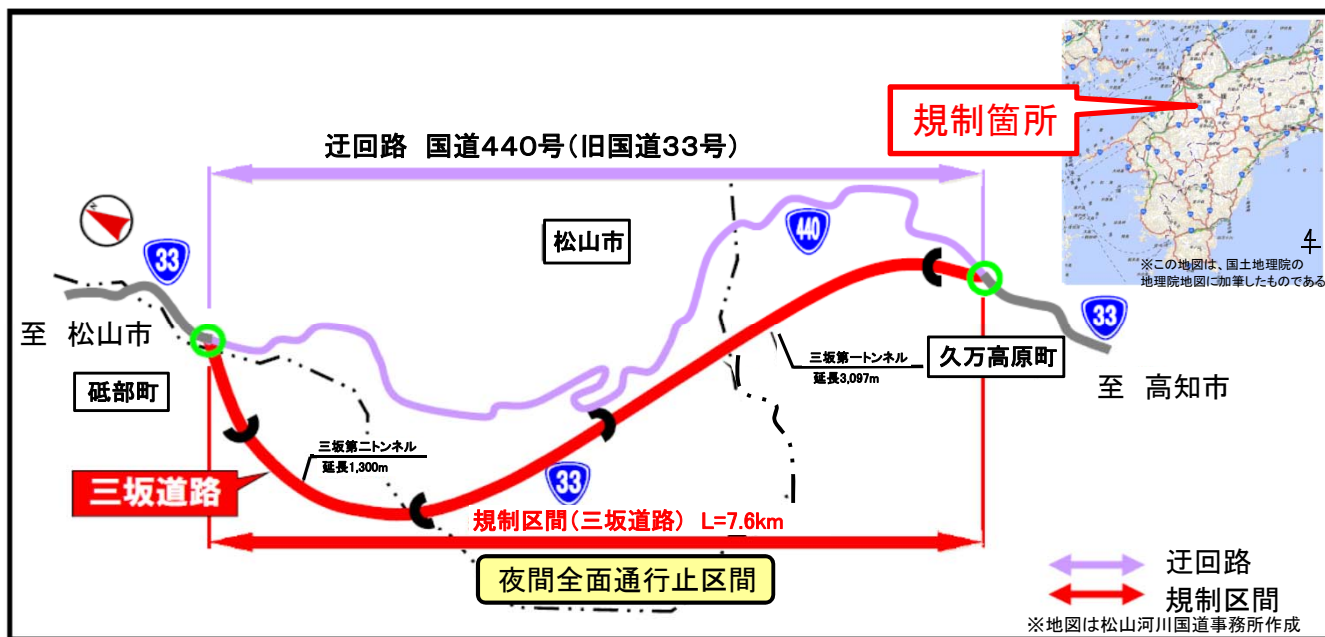 規制箇所
※この地図は、国土地理院の
地理院地図に加筆したものである
迂回路 国道440号(旧国道33号)
松山市
440
33
至 松山市
砥部町
三坂第一トンネル
延長3,097m
久万高原町
33
至 高知市
三坂第二トンネル
延長1,300m
三坂道路
33
規制区間(三坂道路) L=7.6km
夜間全面通行止区間
迂回路
規制区間
※地図は松山河川国道事務所作成